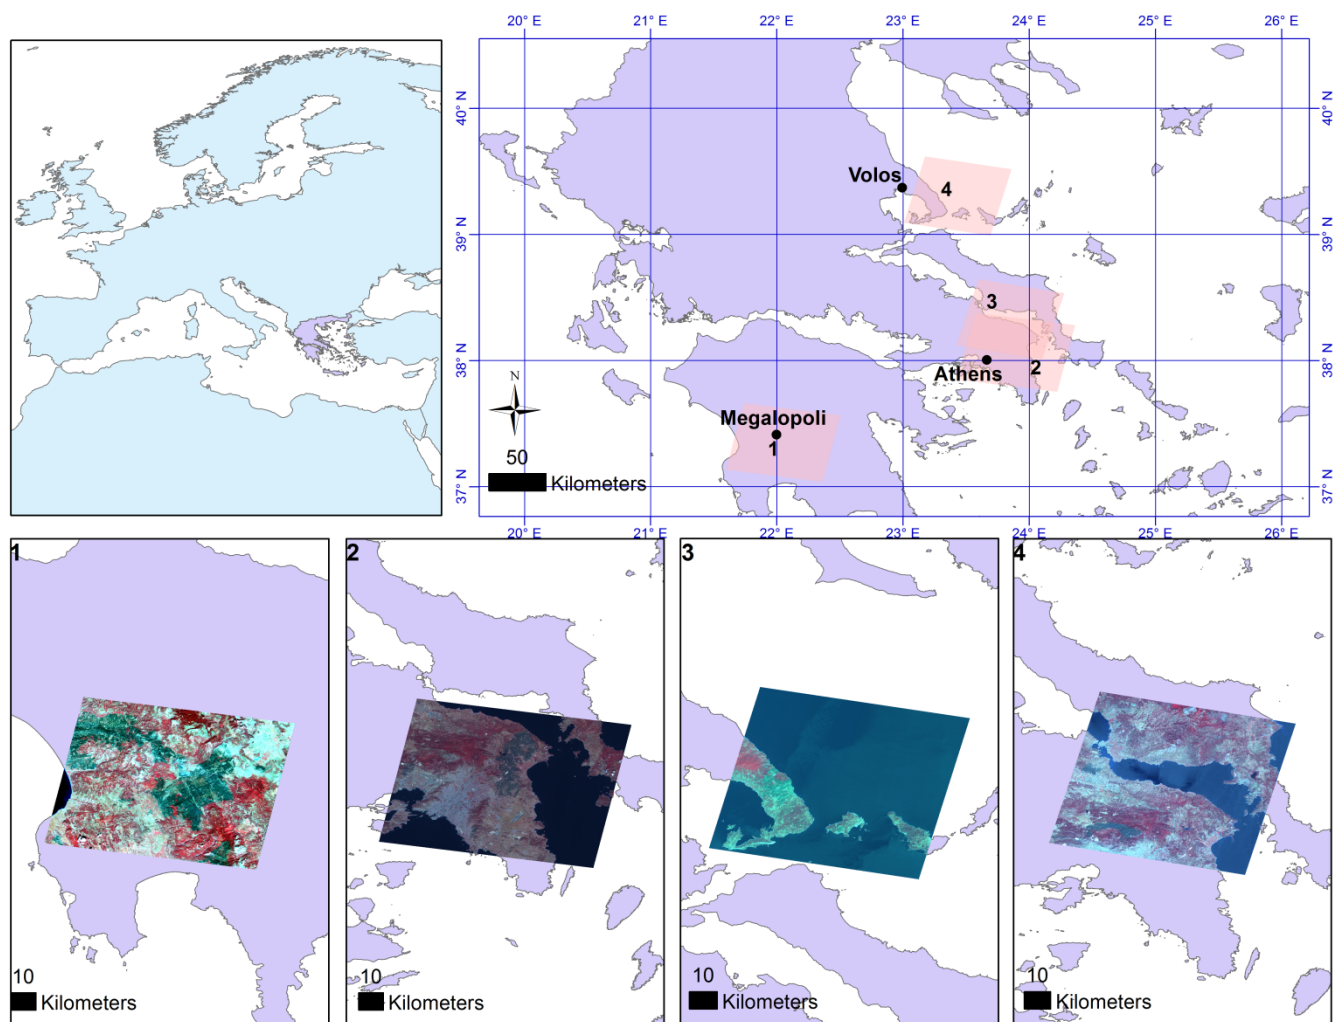 20° E 21° E 22° E 23° E 24° E 25° E 26° E
40° N 40° N
Volos
4
39° N 39° N
3
38° N 38° N
Athens
2
N
Megalopoli
1
50
Kilometers
37° N 37° N
20° E 21° E 22° E 23° E 24° E 25° E 26° E
1 2 3 4
10 10 10 10
Kilometers Kilometers Kilometers Kilometers